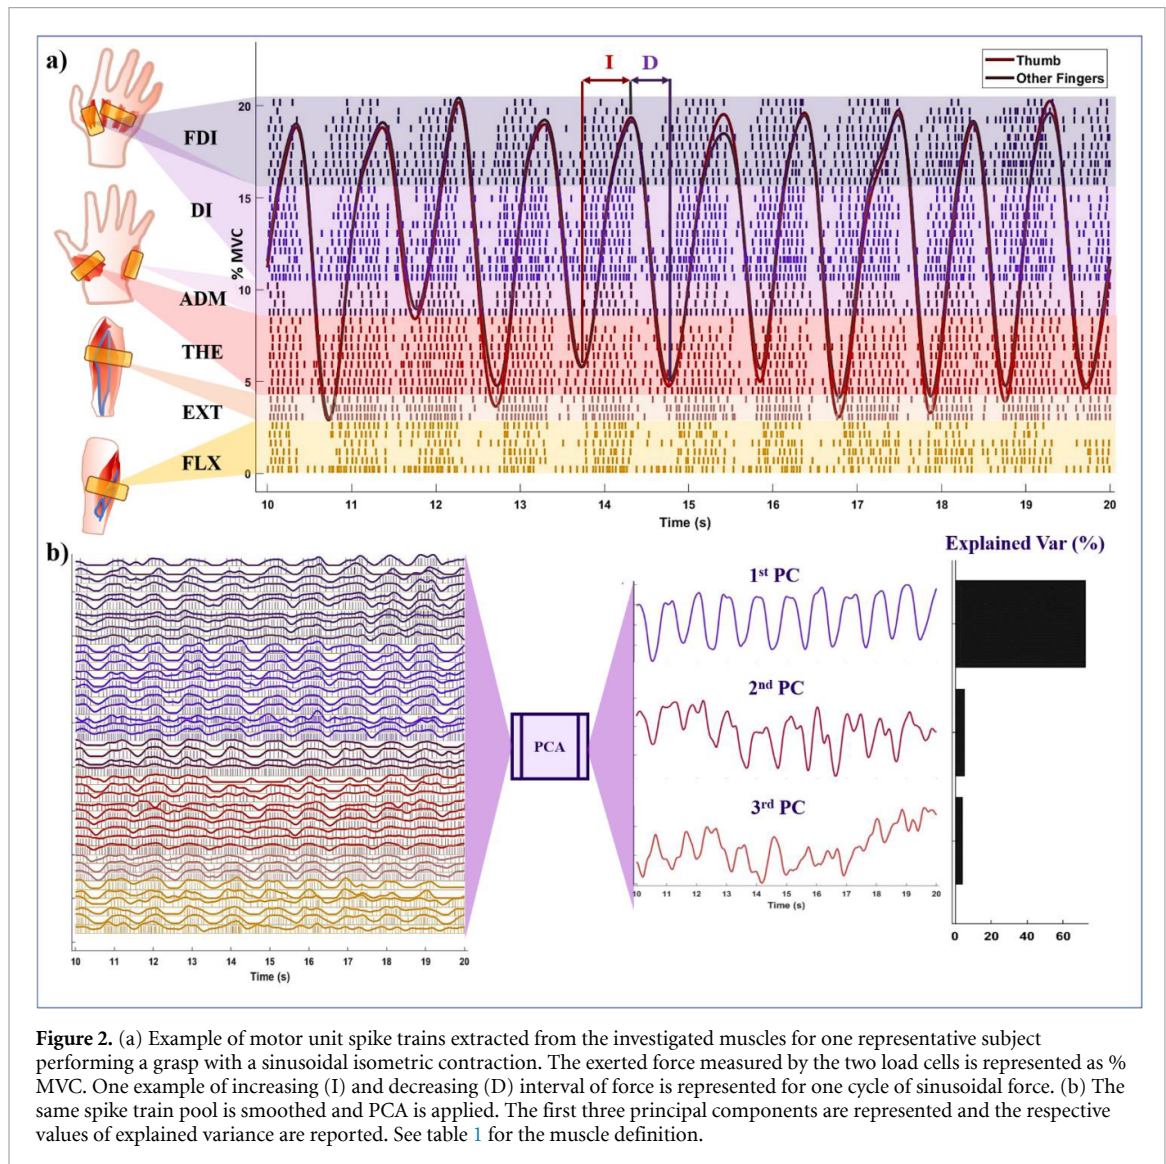 a)
I D
Thumb
Other Fingers
FDI
DI
ADM
THE
EXT
FLX
% MVC
20
15
10
5
0
10 11 12 13 14 15 16 17 18 19 20
Time (s)
b)
Explained Var (%)
1st PC
2nd PC
PCA
3rd PC
10 11 12 13 14 15 16 17 18 19 20
Time (s)
10 11 12 13 14 15 16 17 18 19 20
Time (s)
0 20 40 60
Figure 2. (a) Example of motor unit spike trains extracted from the investigated muscles for one representative subject
performing a grasp with a sinusoidal isometric contraction. The exerted force measured by the two load cells is represented as %
MVC. One example of increasing (I) and decreasing (D) interval of force is represented for one cycle of sinusoidal force. (b) The
same spike train pool is smoothed and PCA is applied. The first three principal components are represented and the respective
values of explained variance are reported. See table 1 for the muscle definition.